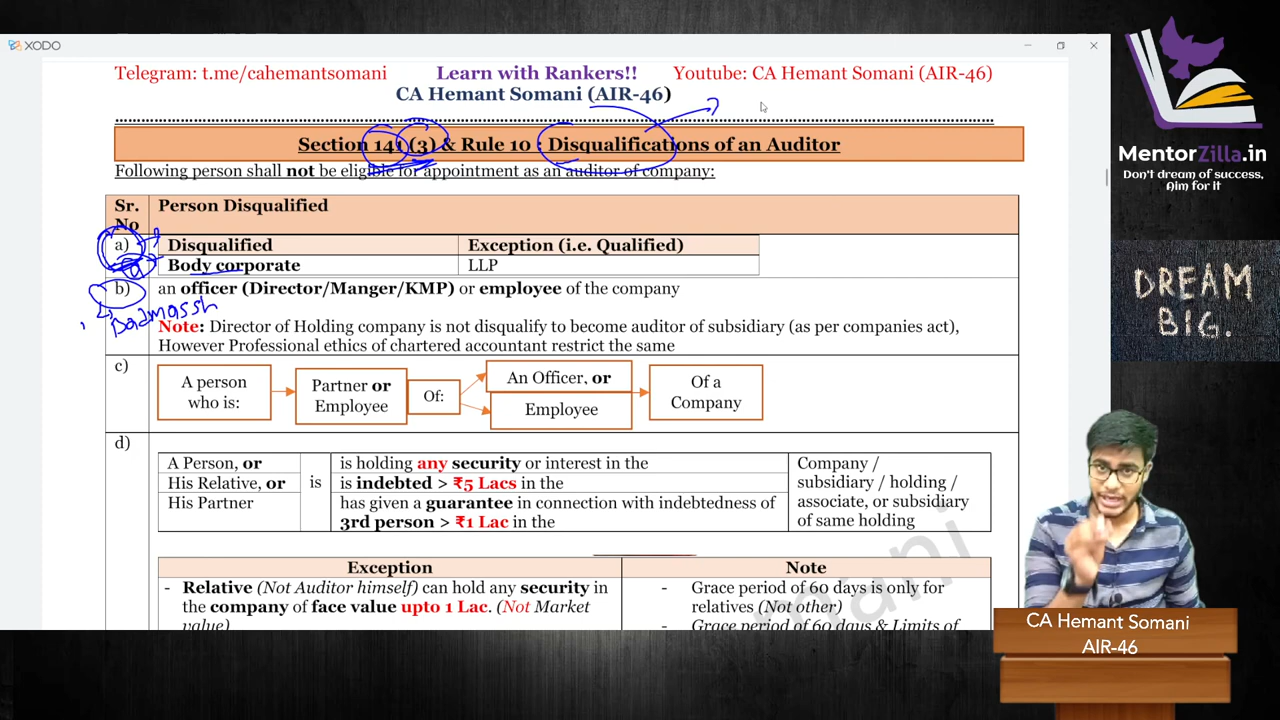 XODO
Telegram: t.me/cahemantsomani Learn with Rankers!! Youtube: CA Hemant Somani (AIR-46)
CA Hemant Somani (AIR-46)
Section 141 (3) & Rule 10 : Disqualifications of an Auditor
Following person shall not be eligible for appointment as an auditor of company:
Sr. No Person Disqualified
a) Disqualified Exception (i.e. Qualified)
Body corporate LLP
b) an officer (Director/Manger/KMP) or employee of the company
Badmassh
Note: Director of Holding company is not disqualify to become auditor of subsidiary (as per companies act),
However Professional ethics of chartered accountant restrict the same
c)
A person who is:
Partner or Employee
Of:
An Officer, or
Employee
Of a Company
d)
A Person, or
His Relative, or
His Partner
is
is holding any security or interest in the
is indebted > ₹5 Lacs in the
has given a guarantee in connection with indebtedness of
3rd person > ₹1 Lac in the
Company /
subsidiary / holding /
associate, or subsidiary
of same holding
Exception Note
- Relative (Not Auditor himself) can hold any security in
the company of face value upto 1 Lac. (Not Market
value)
- Grace period of 60 days is only for
relatives (Not other)
- Grace period of 60 days & Limits of
mani
MentorZilla.in
Don't dream of success,
Aim for it
DREAM
BIG.
CA Hemant Somani
AIR-46